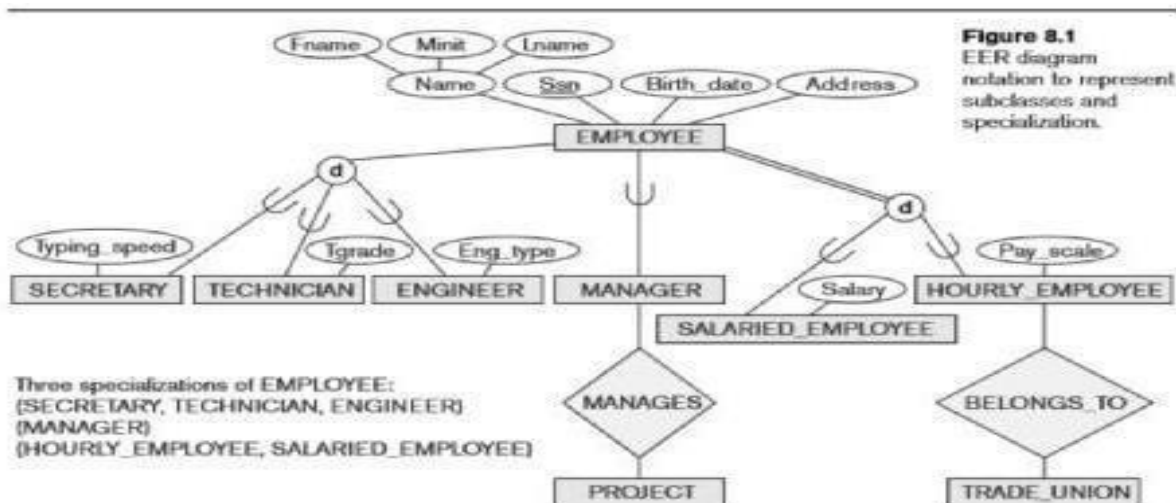 Figure 8.1
EER diagram
notation to represent
subclasses and
specialization.
Fname Minit Lname
Name Ssn Birth_date Address
EMPLOYEE
d
d
Typing_speed Tgrade Eng_type Pay_scale
SECRETARY TECHNICIAN ENGINEER MANAGER Salary HOURLY_EMPLOYEE
SALARIED_EMPLOYEE
Three specializations of EMPLOYEE:
{SECRETARY, TECHNICIAN, ENGINEER}
{MANAGER}
{HOURLY_EMPLOYEE, SALARIED_EMPLOYEE}
MANAGES BELONGS_TO
PROJECT TRADE_UNION